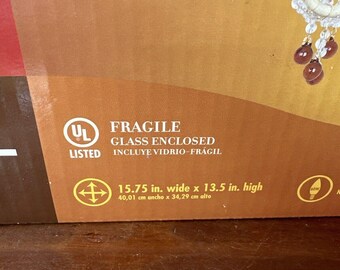 UL
LISTED
FRAGILE
GLASS ENCLOSED
INCLUYE VIDRIO-FRÁGIL
15.75 in. wide x 13.5 in. high
40,01 cm ancho x 34,29 cm alto